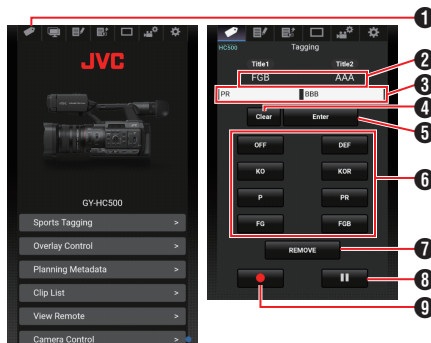 JVC
GY-HC500
Sports Tagging >
Overlay Control >
Planning Metadata >
Clip List >
View Remote >
Camera Control >
HC500 Tagging
Title1 Title2
FGB AAA
PR BBB
Clear Enter
OFF DEF
KO KOR
P PR
FG FGB
REMOVE
1
2
3
4
5
6
7
8
9